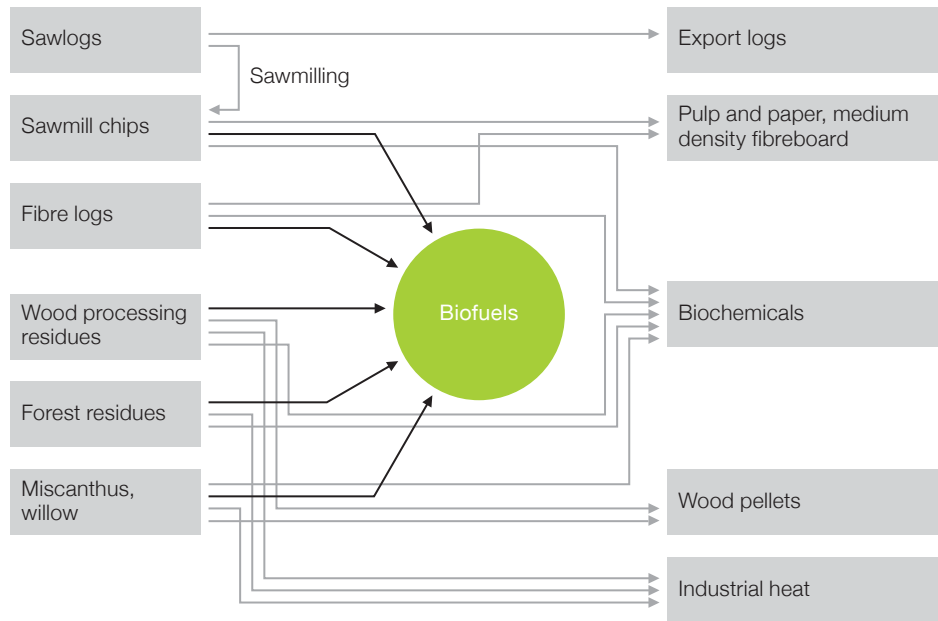 Sawlogs
Export logs
Sawmilling
Sawmill chips
Pulp and paper, medium
density fibreboard
Fibre logs
Biofuels
Wood processing
residues
Biochemicals
Forest residues
Miscanthus,
willow
Wood pellets
Industrial heat